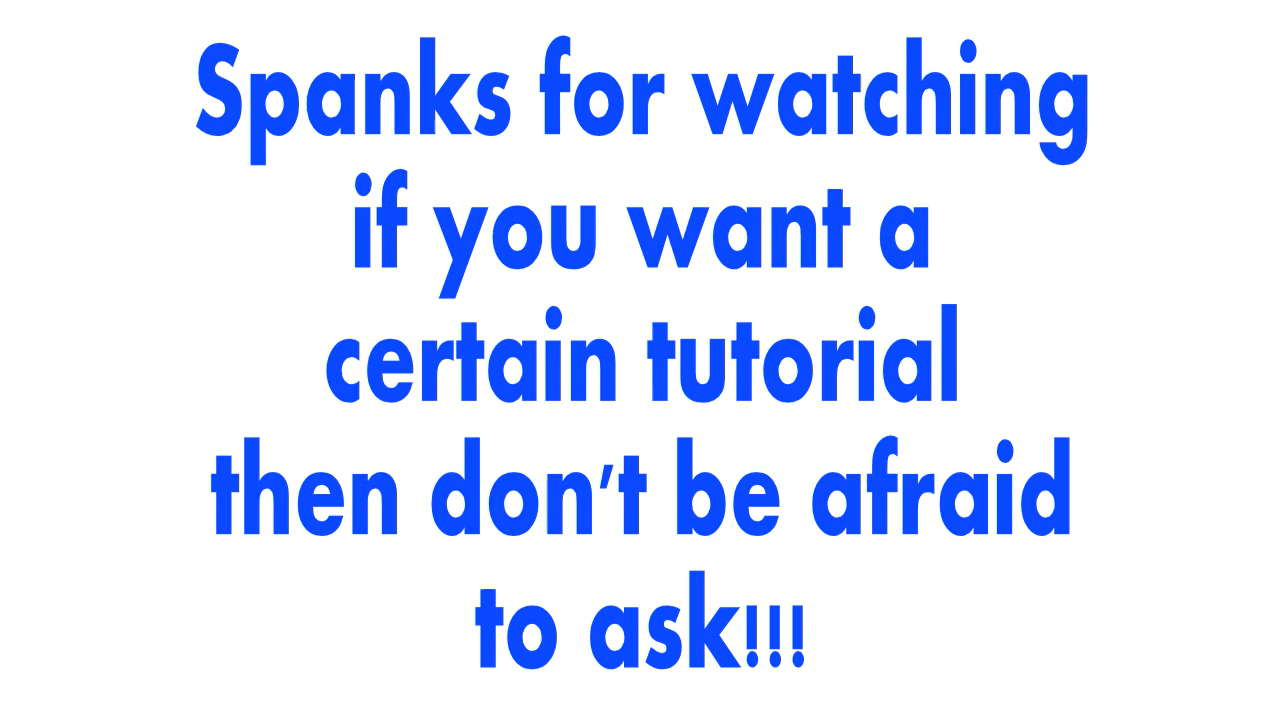 Spanks for watching
if you want a
certain tutorial
then don't be afraid
to ask!!!